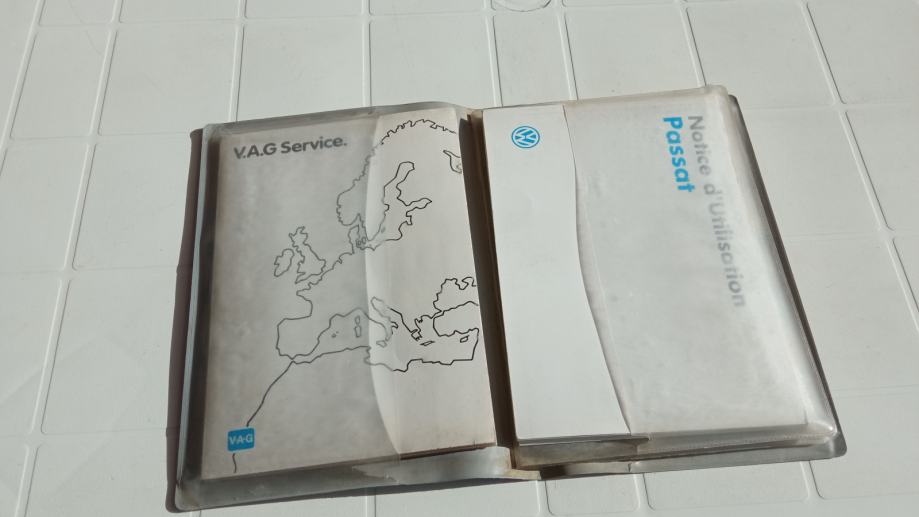 V.A.G Service.
V·A·G
Notice d'Utilisation
Passat